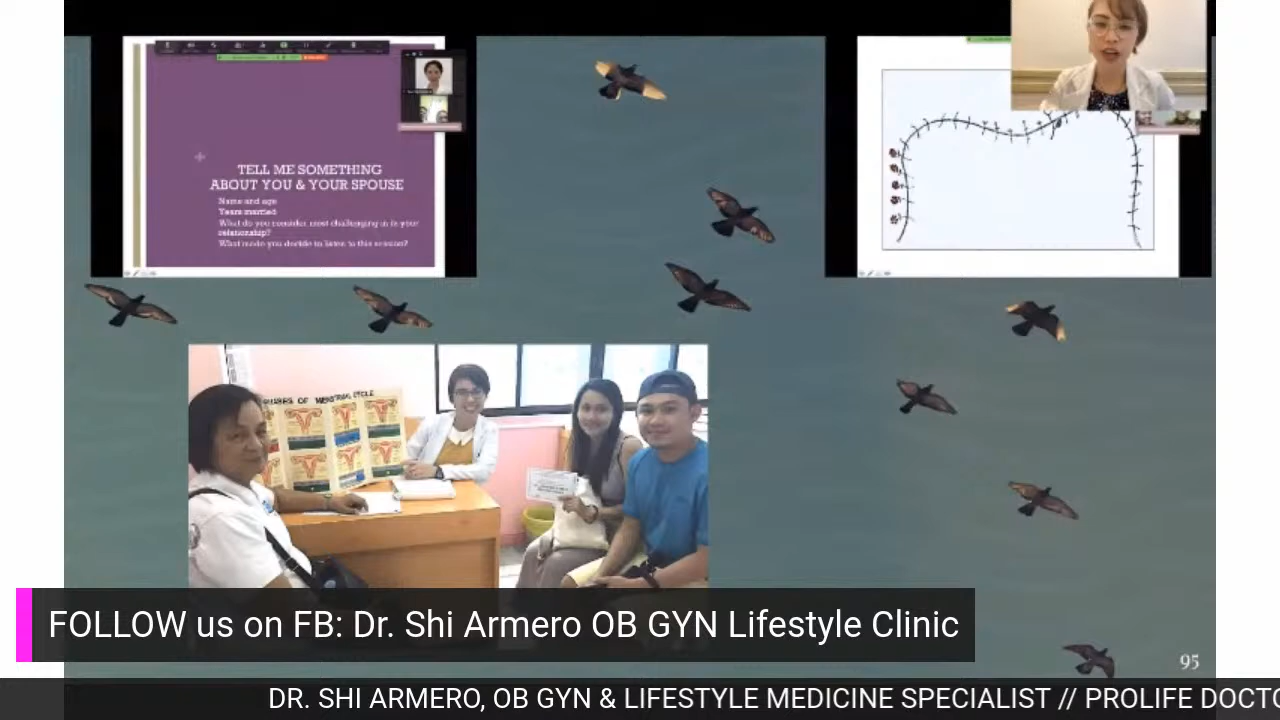 TELL ME SOMETHING
ABOUT YOU & YOUR SPOUSE
Name and age
Years married
What do you consider most challenging in in your
relationship?
What made you decide to listen to this session?
PHASES OF MENSTRUAL CYCLE
FOLLOW us on FB: Dr. Shi Armero OB GYN Lifestyle Clinic
95
DR. SHI ARMERO, OB GYN & LIFESTYLE MEDICINE SPECIALIST // PROLIFE DOCTO